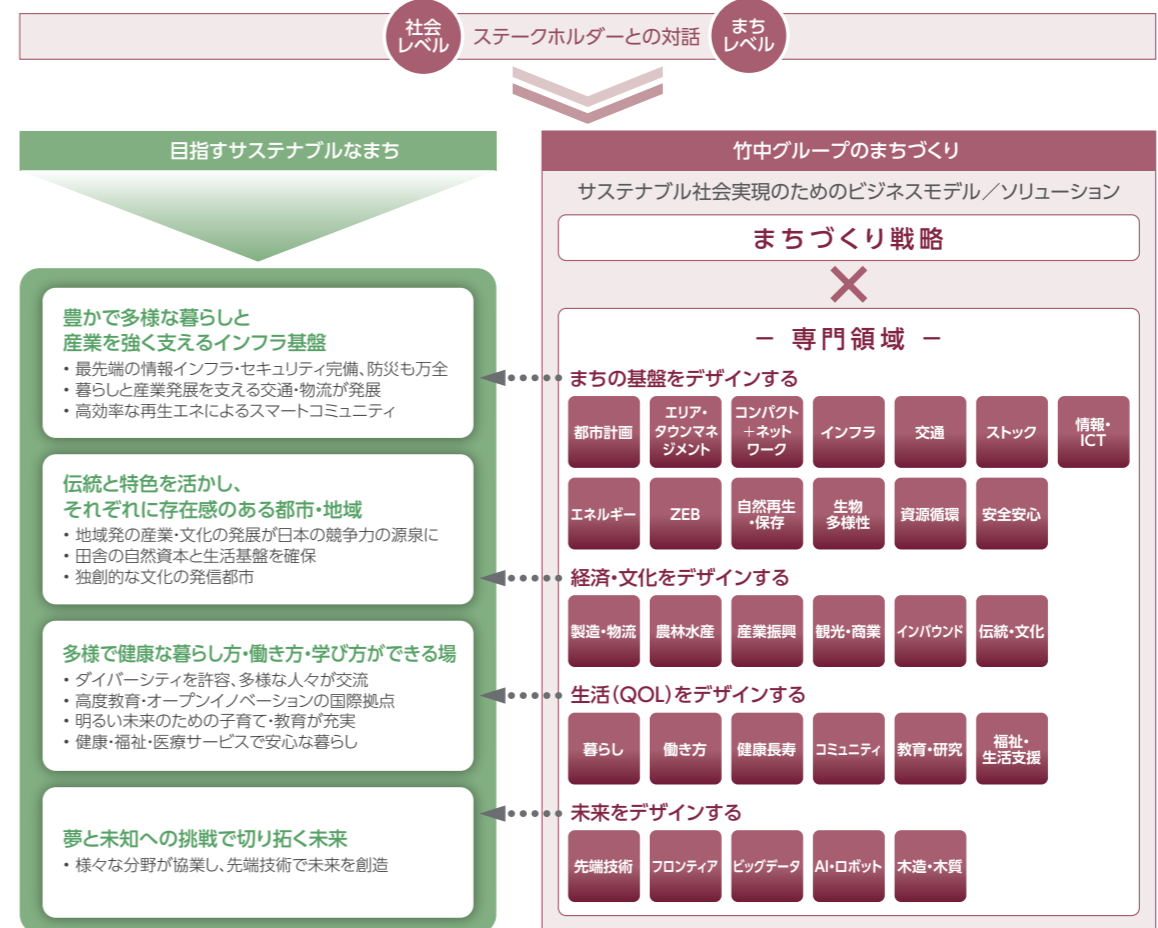 社会
レベル
ステークホルダーとの対話
まち
レベル
目指すサステナブルなまち
豊かで多様な暮らしと
産業を強く支えるインフラ基盤
・最先端の情報インフラ・セキュリティ完備、防災も万全
・暮らしと産業発展を支える交通・物流が発展
・高効率な再生エネによるスマートコミュニティ
伝統と特色を活かし、
それぞれに存在感のある都市・地域
・地域発の産業・文化の発展が日本の競争力の源泉に
・田舎の自然資本と生活基盤を確保
・独創的な文化の発信都市
多様で健康な暮らし方・働き方・学び方ができる場
・ダイバーシティを許容、多様な人々が交流
・高度教育・オープンイノベーションの国際拠点
・明るい未来のための子育て・教育が充実
・健康・福祉・医療サービスで安心な暮らし
夢と未知への挑戦で切り拓く未来
・様々な分野が協業し、先端技術で未来を創造
竹中グループのまちづくり
サステナブル社会実現のためのビジネスモデル／ソリューション
まちづくり戦略
×
－ 専門領域 －
まちの基盤をデザインする
都市計画
エリア・
タウンマネ
ジメント
コンパクト
＋ネット
ワーク
インフラ
交通
ストック
情報・
ICT
エネルギー
ZEB
自然再生
・保存
生物
多様性
資源循環
安全安心
経済・文化をデザインする
製造・物流
農林水産
産業振興
観光・商業
インバウンド
伝統・文化
生活（QOL）をデザインする
暮らし
働き方
健康長寿
コミュニティ
教育・研究
福祉・
生活支援
未来をデザインする
先端技術
フロンティア
ビッグデータ
AI・ロボット
木造・木質